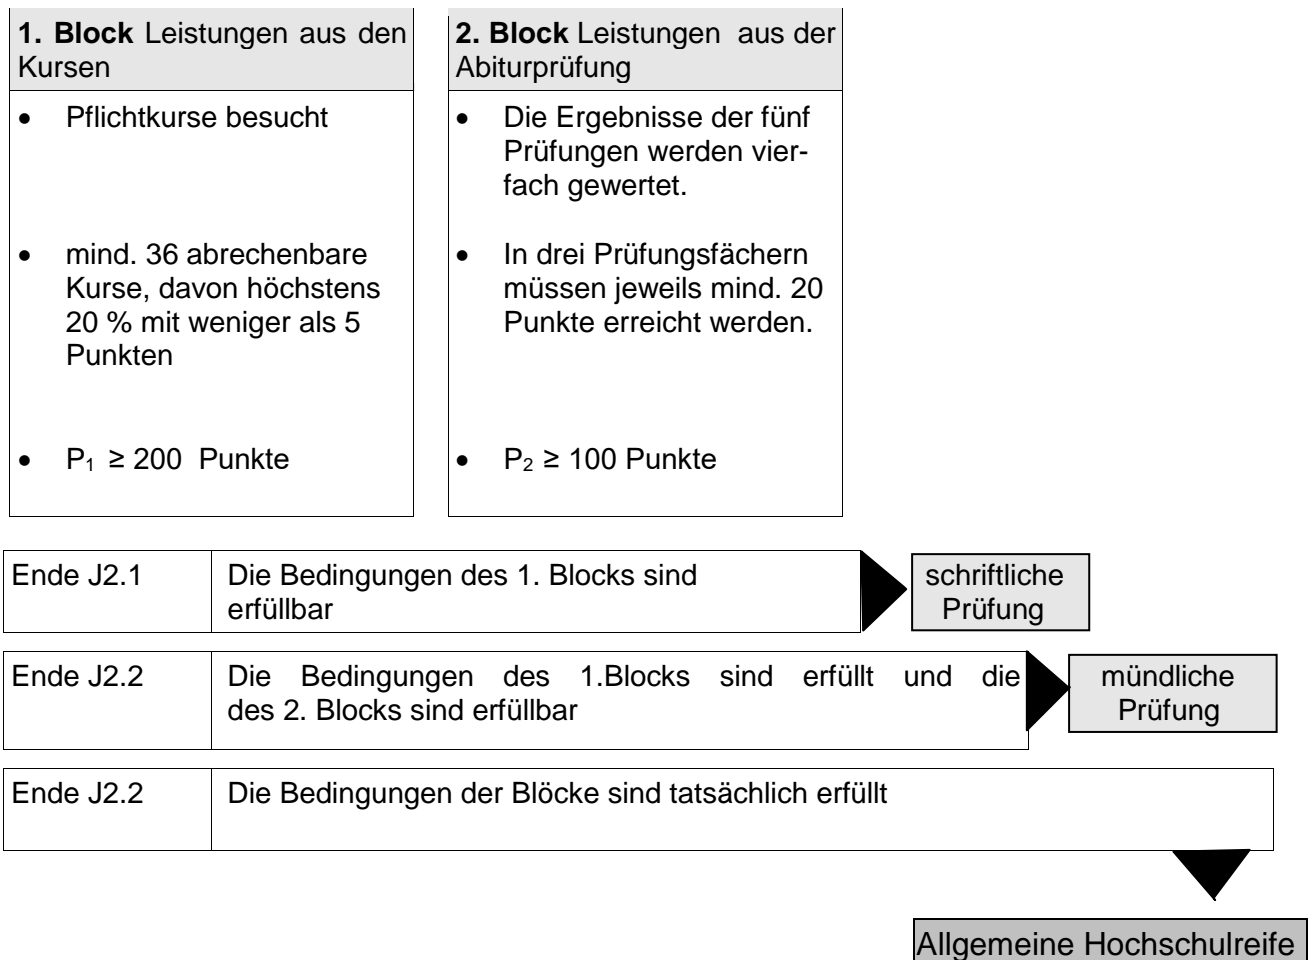 1. Block Leistungen aus den
Kursen
• Pflichtkurse besucht
• mind. 36 abrechenbare
Kurse, davon höchstens
20 % mit weniger als 5
Punkten
• P₁ ≥ 200 Punkte
2. Block Leistungen aus der
Abiturprüfung
• Die Ergebnisse der fünf
Prüfungen werden vier-
fach gewertet.
• In drei Prüfungsfächern
müssen jeweils mind. 20
Punkte erreicht werden.
• P₂ ≥ 100 Punkte
Ende J2.1
Die Bedingungen des 1. Blocks sind
erfüllbar
schriftliche
Prüfung
Ende J2.2
Die Bedingungen des 1.Blocks sind erfüllt und die
des 2. Blocks sind erfüllbar
mündliche
Prüfung
Ende J2.2
Die Bedingungen der Blöcke sind tatsächlich erfüllt
Allgemeine Hochschulreife